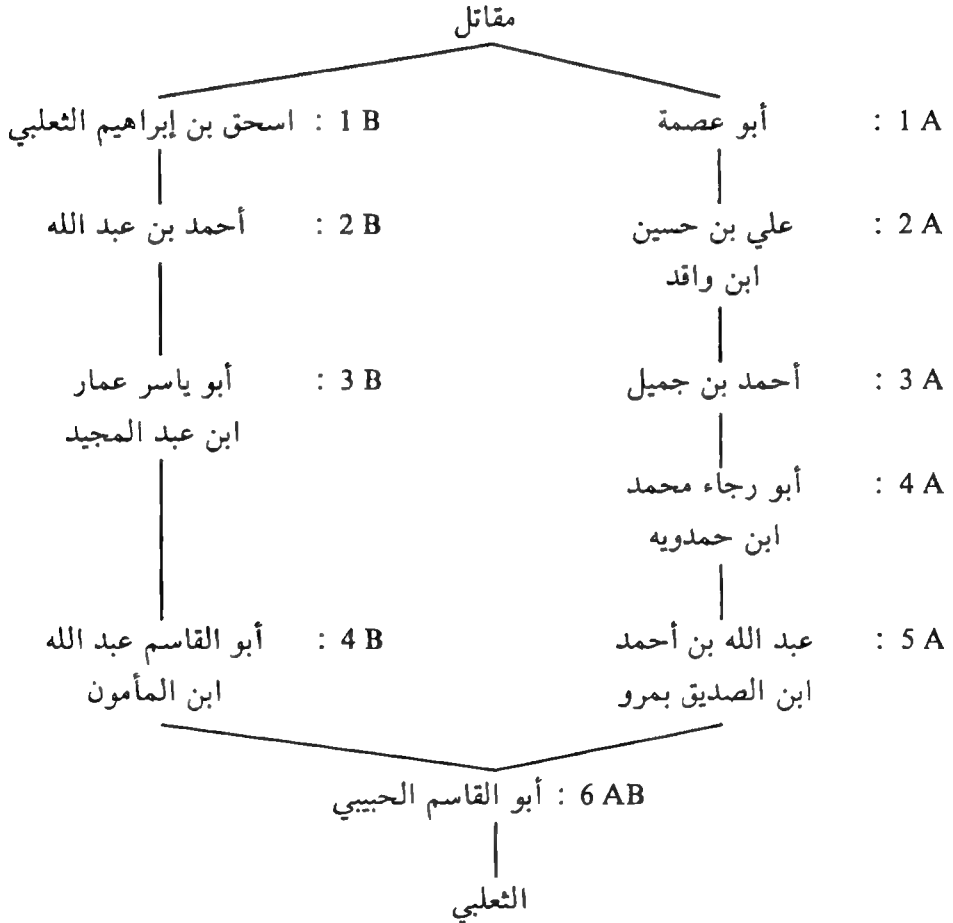 مقاتل
1 A : أبو عصمة
1 B : اسحق بن إبراهيم الثعلبي
2 A : علي بن حسين
ابن واقد
2 B : أحمد بن عبد الله
3 A : أحمد بن جميل
3 B : أبو ياسر عمار
ابن عبد المجيد
4 A : أبو رجاء محمد
ابن حمدويه
5 A : عبد الله بن أحمد
ابن الصديق بمرو
4 B : أبو القاسم عبد الله
ابن المأمون
6 AB : أبو القاسم الحبيبي
الثعلبي